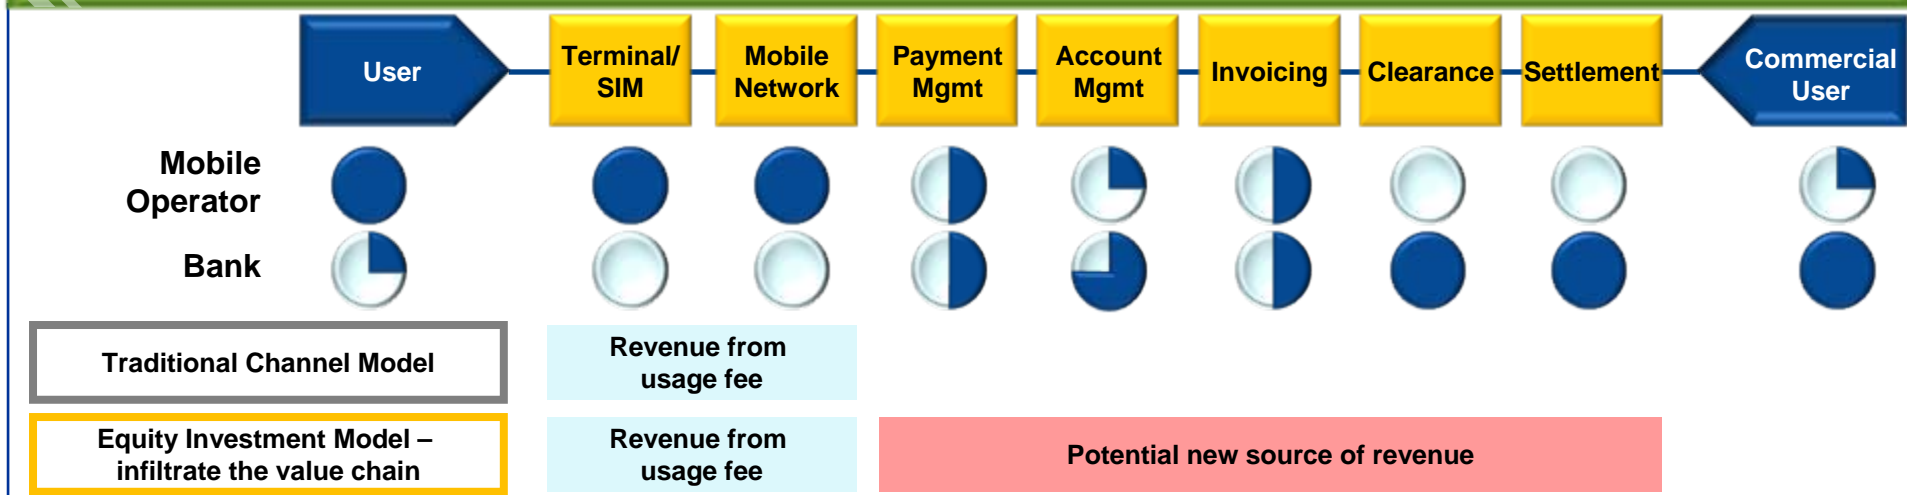 User
Terminal/
SIM
Mobile
Network
Payment
Mgmt
Account
Mgmt
Invoicing
Clearance
Settlement
Commercial
User
Mobile
Operator
Bank
Traditional Channel Model
Revenue from
usage fee
Equity Investment Model –
infiltrate the value chain
Revenue from
usage fee
Potential new source of revenue